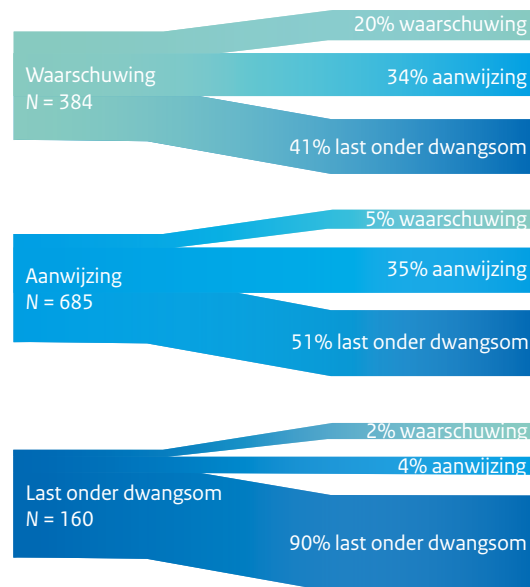 20% waarschuwing
Waarschuwing
N = 384
34% aanwijzing
41% last onder dwangsom
5% waarschuwing
Aanwijzing
N = 685
35% aanwijzing
51% last onder dwangsom
2% waarschuwing
4% aanwijzing
Last onder dwangsom
N = 160
90% last onder dwangsom